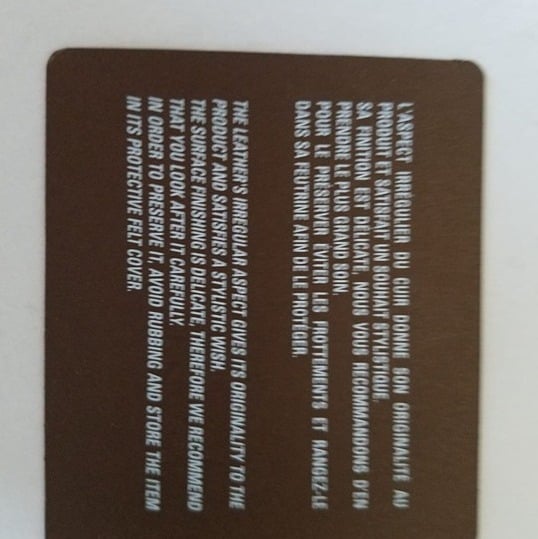 L'ASPECT IRRÉGULIER DU CUIR DONNE SON ORIGINALITÉ AU
PRODUIT ET SATISFAIT UN SOUHAIT STYLISTIQUE.
SA FINITION EST DÉLICATE, NOUS VOUS RECOMMANDONS D'EN
PRENDRE LE PLUS GRAND SOIN.
POUR LE PRÉSERVER ÉVITER LES FROTTEMENTS ET RANGEZ-LE
DANS SA FEUTRINE AFIN DE LE PROTÉGER.
THE LEATHER'S IRREGULAR ASPECT GIVES ITS ORIGINALITY TO THE
PRODUCT AND SATISFIES A STYLISTIC WISH.
THE SURFACE FINISHING IS DELICATE, THEREFORE WE RECOMMEND
THAT YOU LOOK AFTER IT CAREFULLY.
IN ORDER TO PRESERVE IT, AVOID RUBBING AND STORE THE ITEM
IN ITS PROTECTIVE FELT COVER.